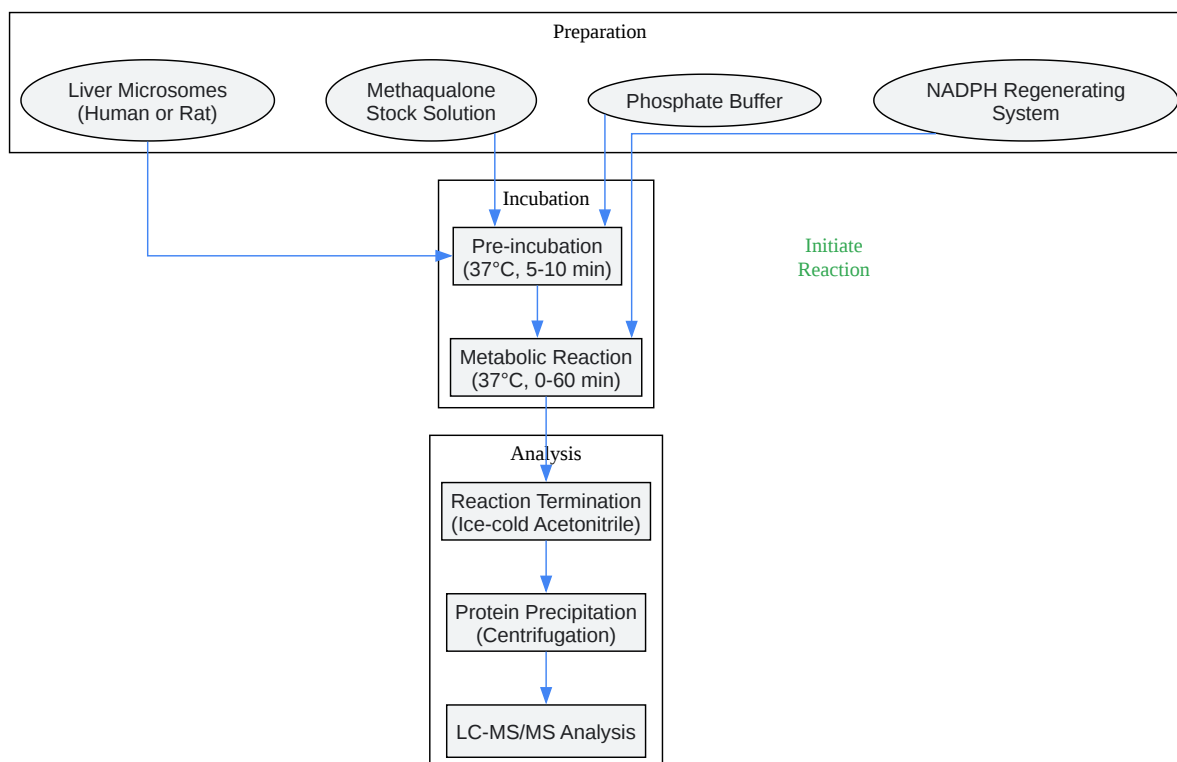 Preparation
Liver Microsomes
(Human or Rat)
Methaqualone
Stock Solution
Phosphate Buffer
NADPH Regenerating
System
Incubation
Pre-incubation
(37°C, 5-10 min)
Initiate
Reaction
Metabolic Reaction
(37°C, 0-60 min)
Analysis
Reaction Termination
(Ice-cold Acetonitrile)
Protein Precipitation
(Centrifugation)
LC-MS/MS Analysis